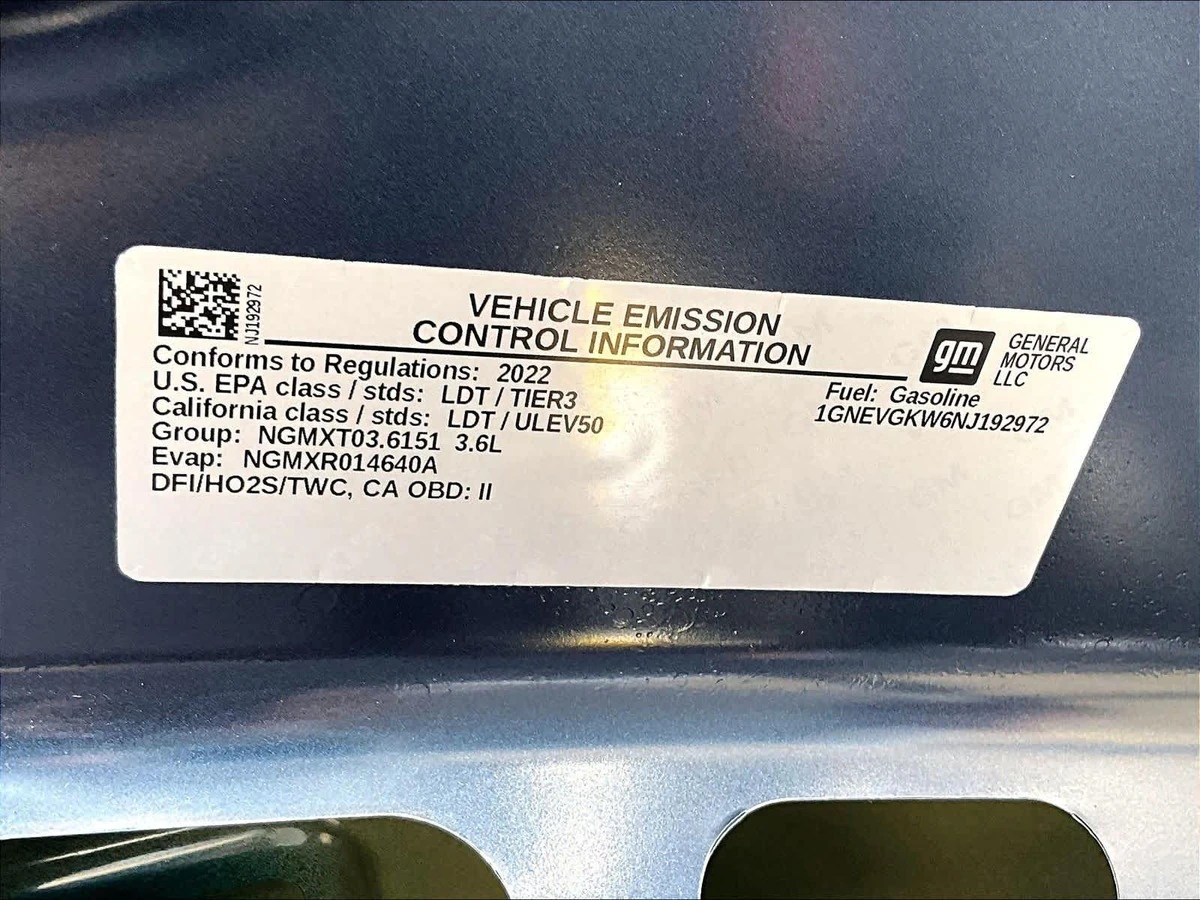 NJ192972
VEHICLE EMISSION
CONTROL INFORMATION
gm
GENERAL
MOTORS
LLC
Conforms to Regulations: 2022
U.S. EPA class / stds: LDT / TIER3
California class / stds: LDT / ULEV50
Group: NGMXT03.6151 3.6L
Evap: NGMXR014640A
DFI/HO2S/TWC, CA OBD: II
Fuel: Gasoline
1GNEVGKW6NJ192972